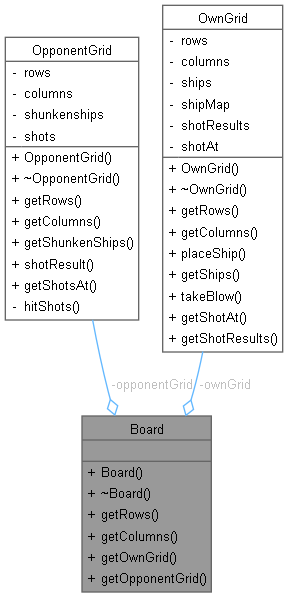 OpponentGrid
- rows
- columns
- shunkenships
- shots
+ OpponentGrid()
+ ~OpponentGrid()
+ getRows()
+ getColumns()
+ getShunkenShips()
+ shotResult()
+ getShotsAt()
- hitShots()
OwnGrid
- rows
- columns
- ships
- shipMap
- shotResults
- shotAt
+ OwnGrid()
+ ~OwnGrid()
+ getRows()
+ getColumns()
+ placeShip()
+ getShips()
+ takeBlow()
+ getShotAt()
+ getShotResults()
-opponentGrid
-ownGrid
Board
+ Board()
+ ~Board()
+ getRows()
+ getColumns()
+ getOwnGrid()
+ getOpponentGrid()